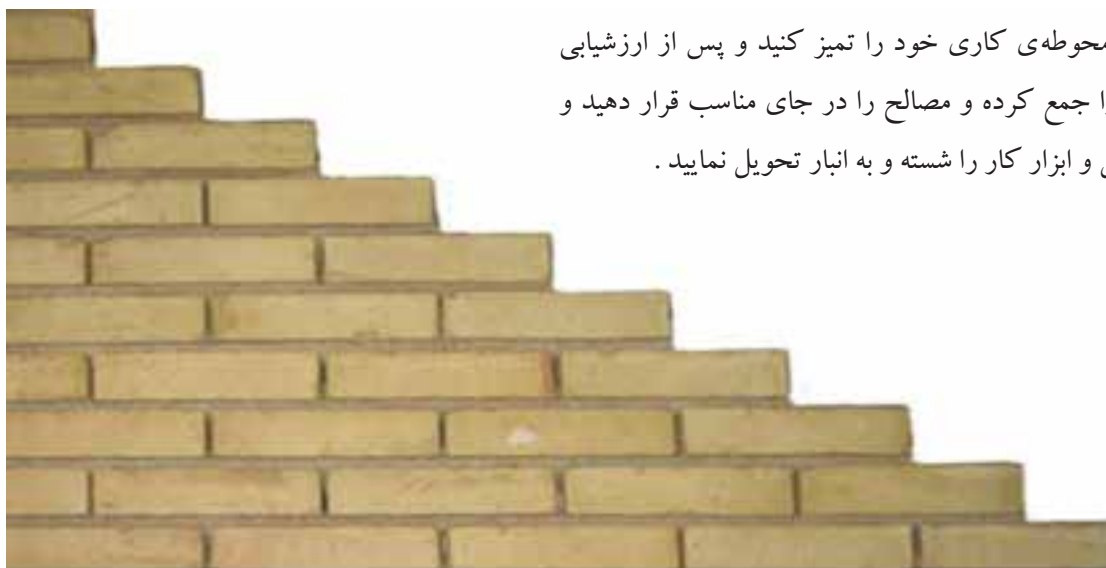 محوطه‌ی کاری خود را تمیز کنید و پس از ارزشیابی
جمع کرده و مصالح را در جای مناسب قرار دهید و
و ابزار کار را شسته و به انبار تحویل نمایید .